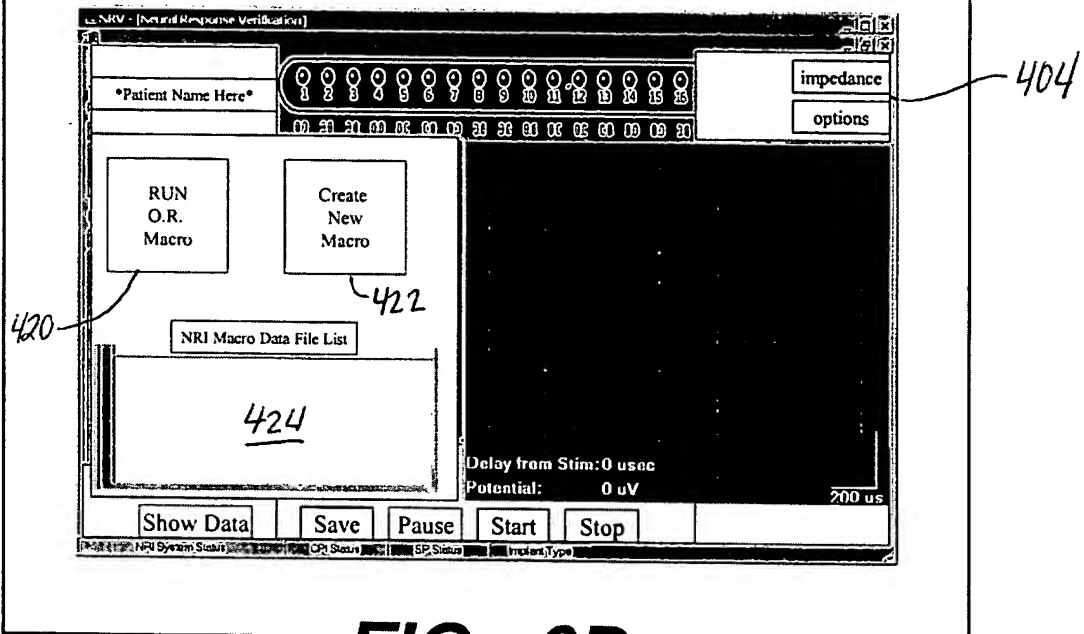 NRV - [Neural Response Verification]
*Patient Name Here*
1 2 3 4 5 6 7 8 9 10 11 12 13 14 15 16
impedance
options
404
RUN
O.R.
Macro
Create
New
Macro
420
422
NRI Macro Data File List
424
Delay from Stim: 0 usec
Potential: 0 uV
200 us
Show Data
Save
Pause
Start
Stop
NRI System Status
CPI Status
SP Status
Implant Type